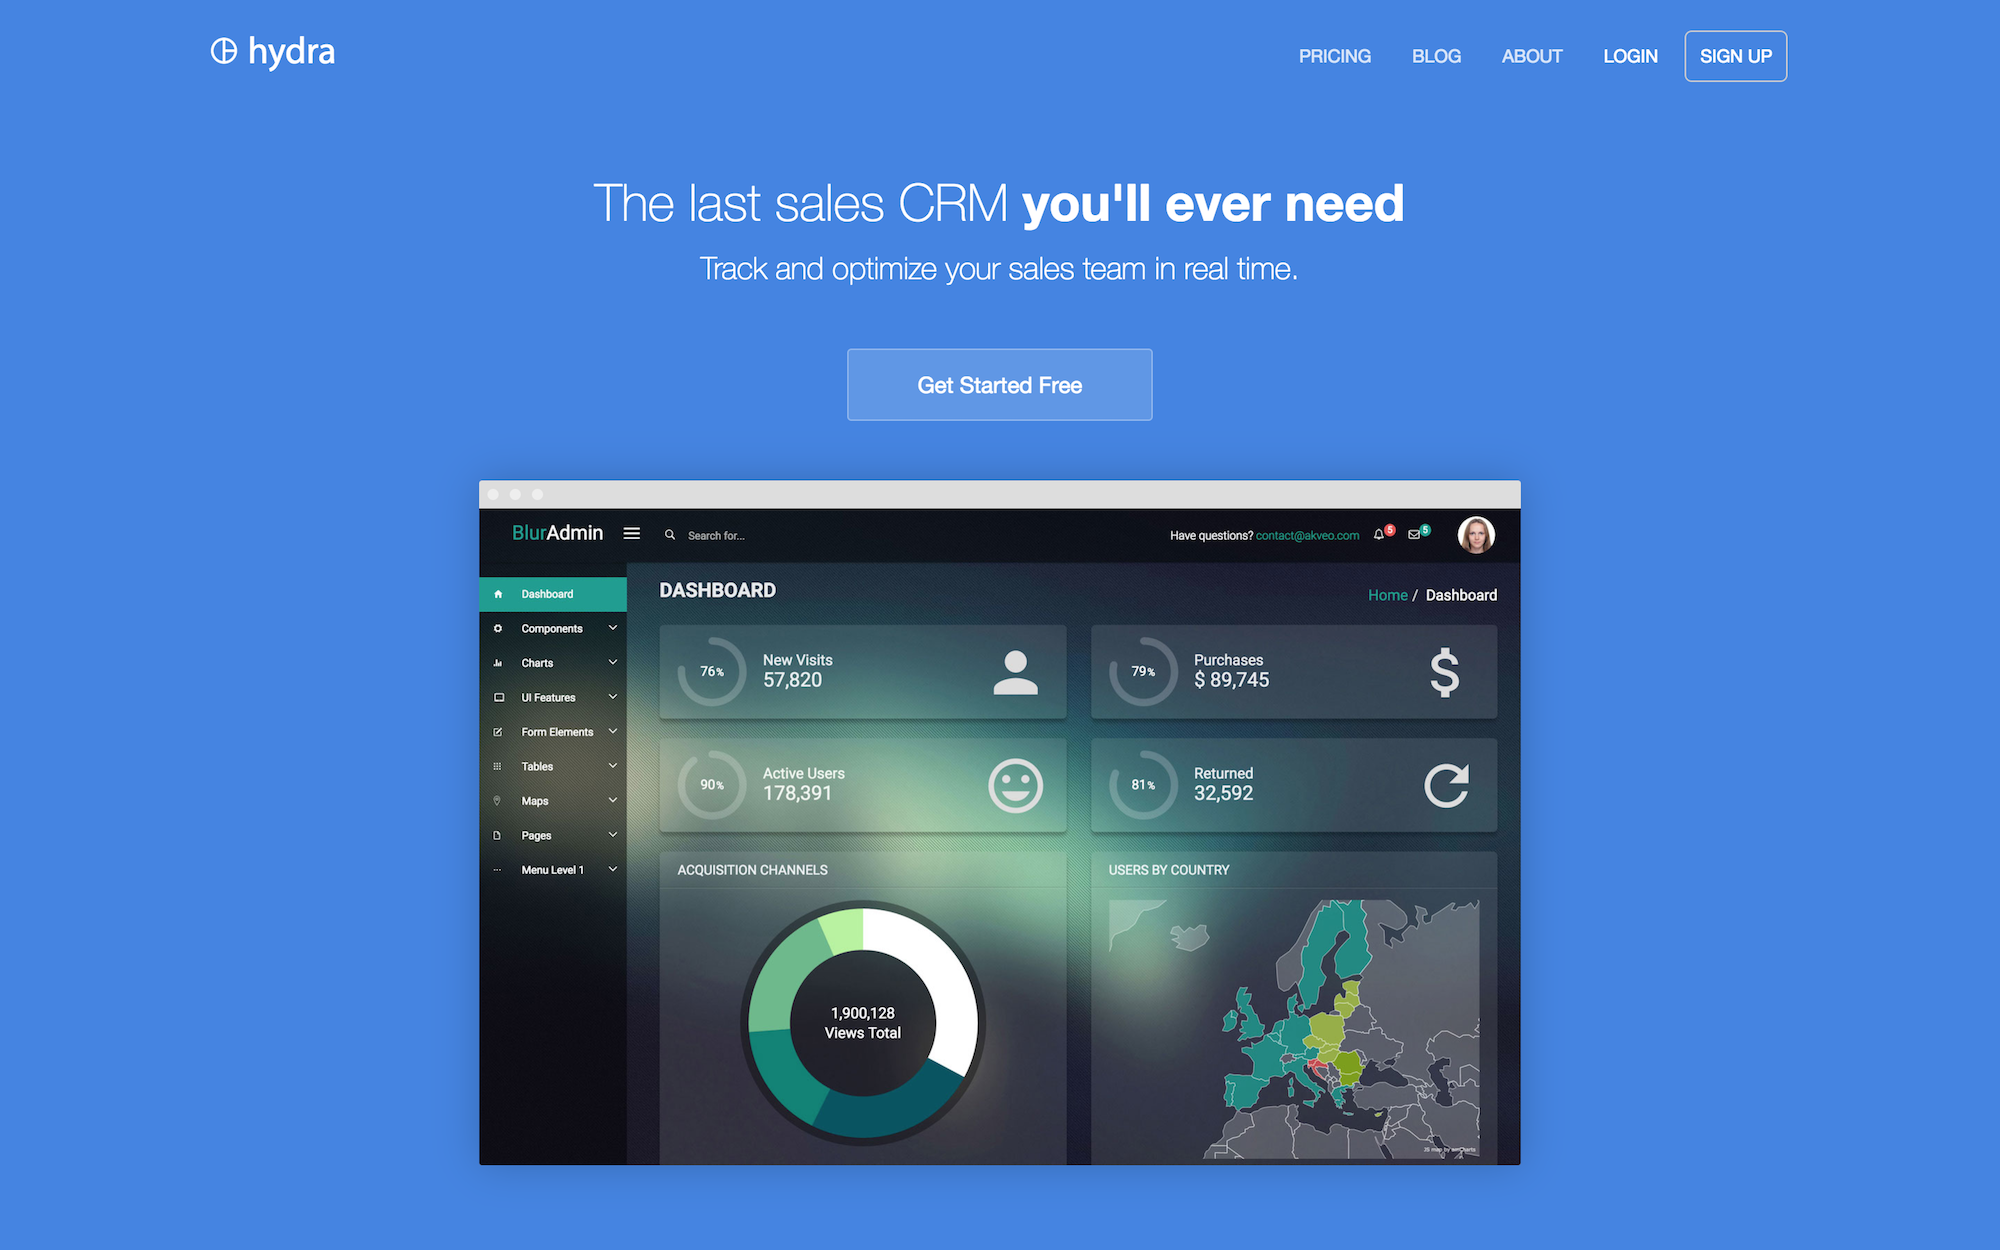 hydra
PRICING
BLOG
ABOUT
LOGIN
SIGN UP
The last sales CRM you'll ever need
Track and optimize your sales team in real time.
Get Started Free
BlurAdmin
Search for...
Have questions? contact@akveo.com
5
5
Dashboard
Components
Charts
UI Features
Form Elements
Tables
Maps
Pages
Menu Level 1
DASHBOARD
Home / Dashboard
76%
New Visits
57,820
79%
Purchases
$ 89,745
90%
Active Users
178,391
81%
Returned
32,592
ACQUISITION CHANNELS
1,900,128
Views Total
USERS BY COUNTRY
JS map by amCharts